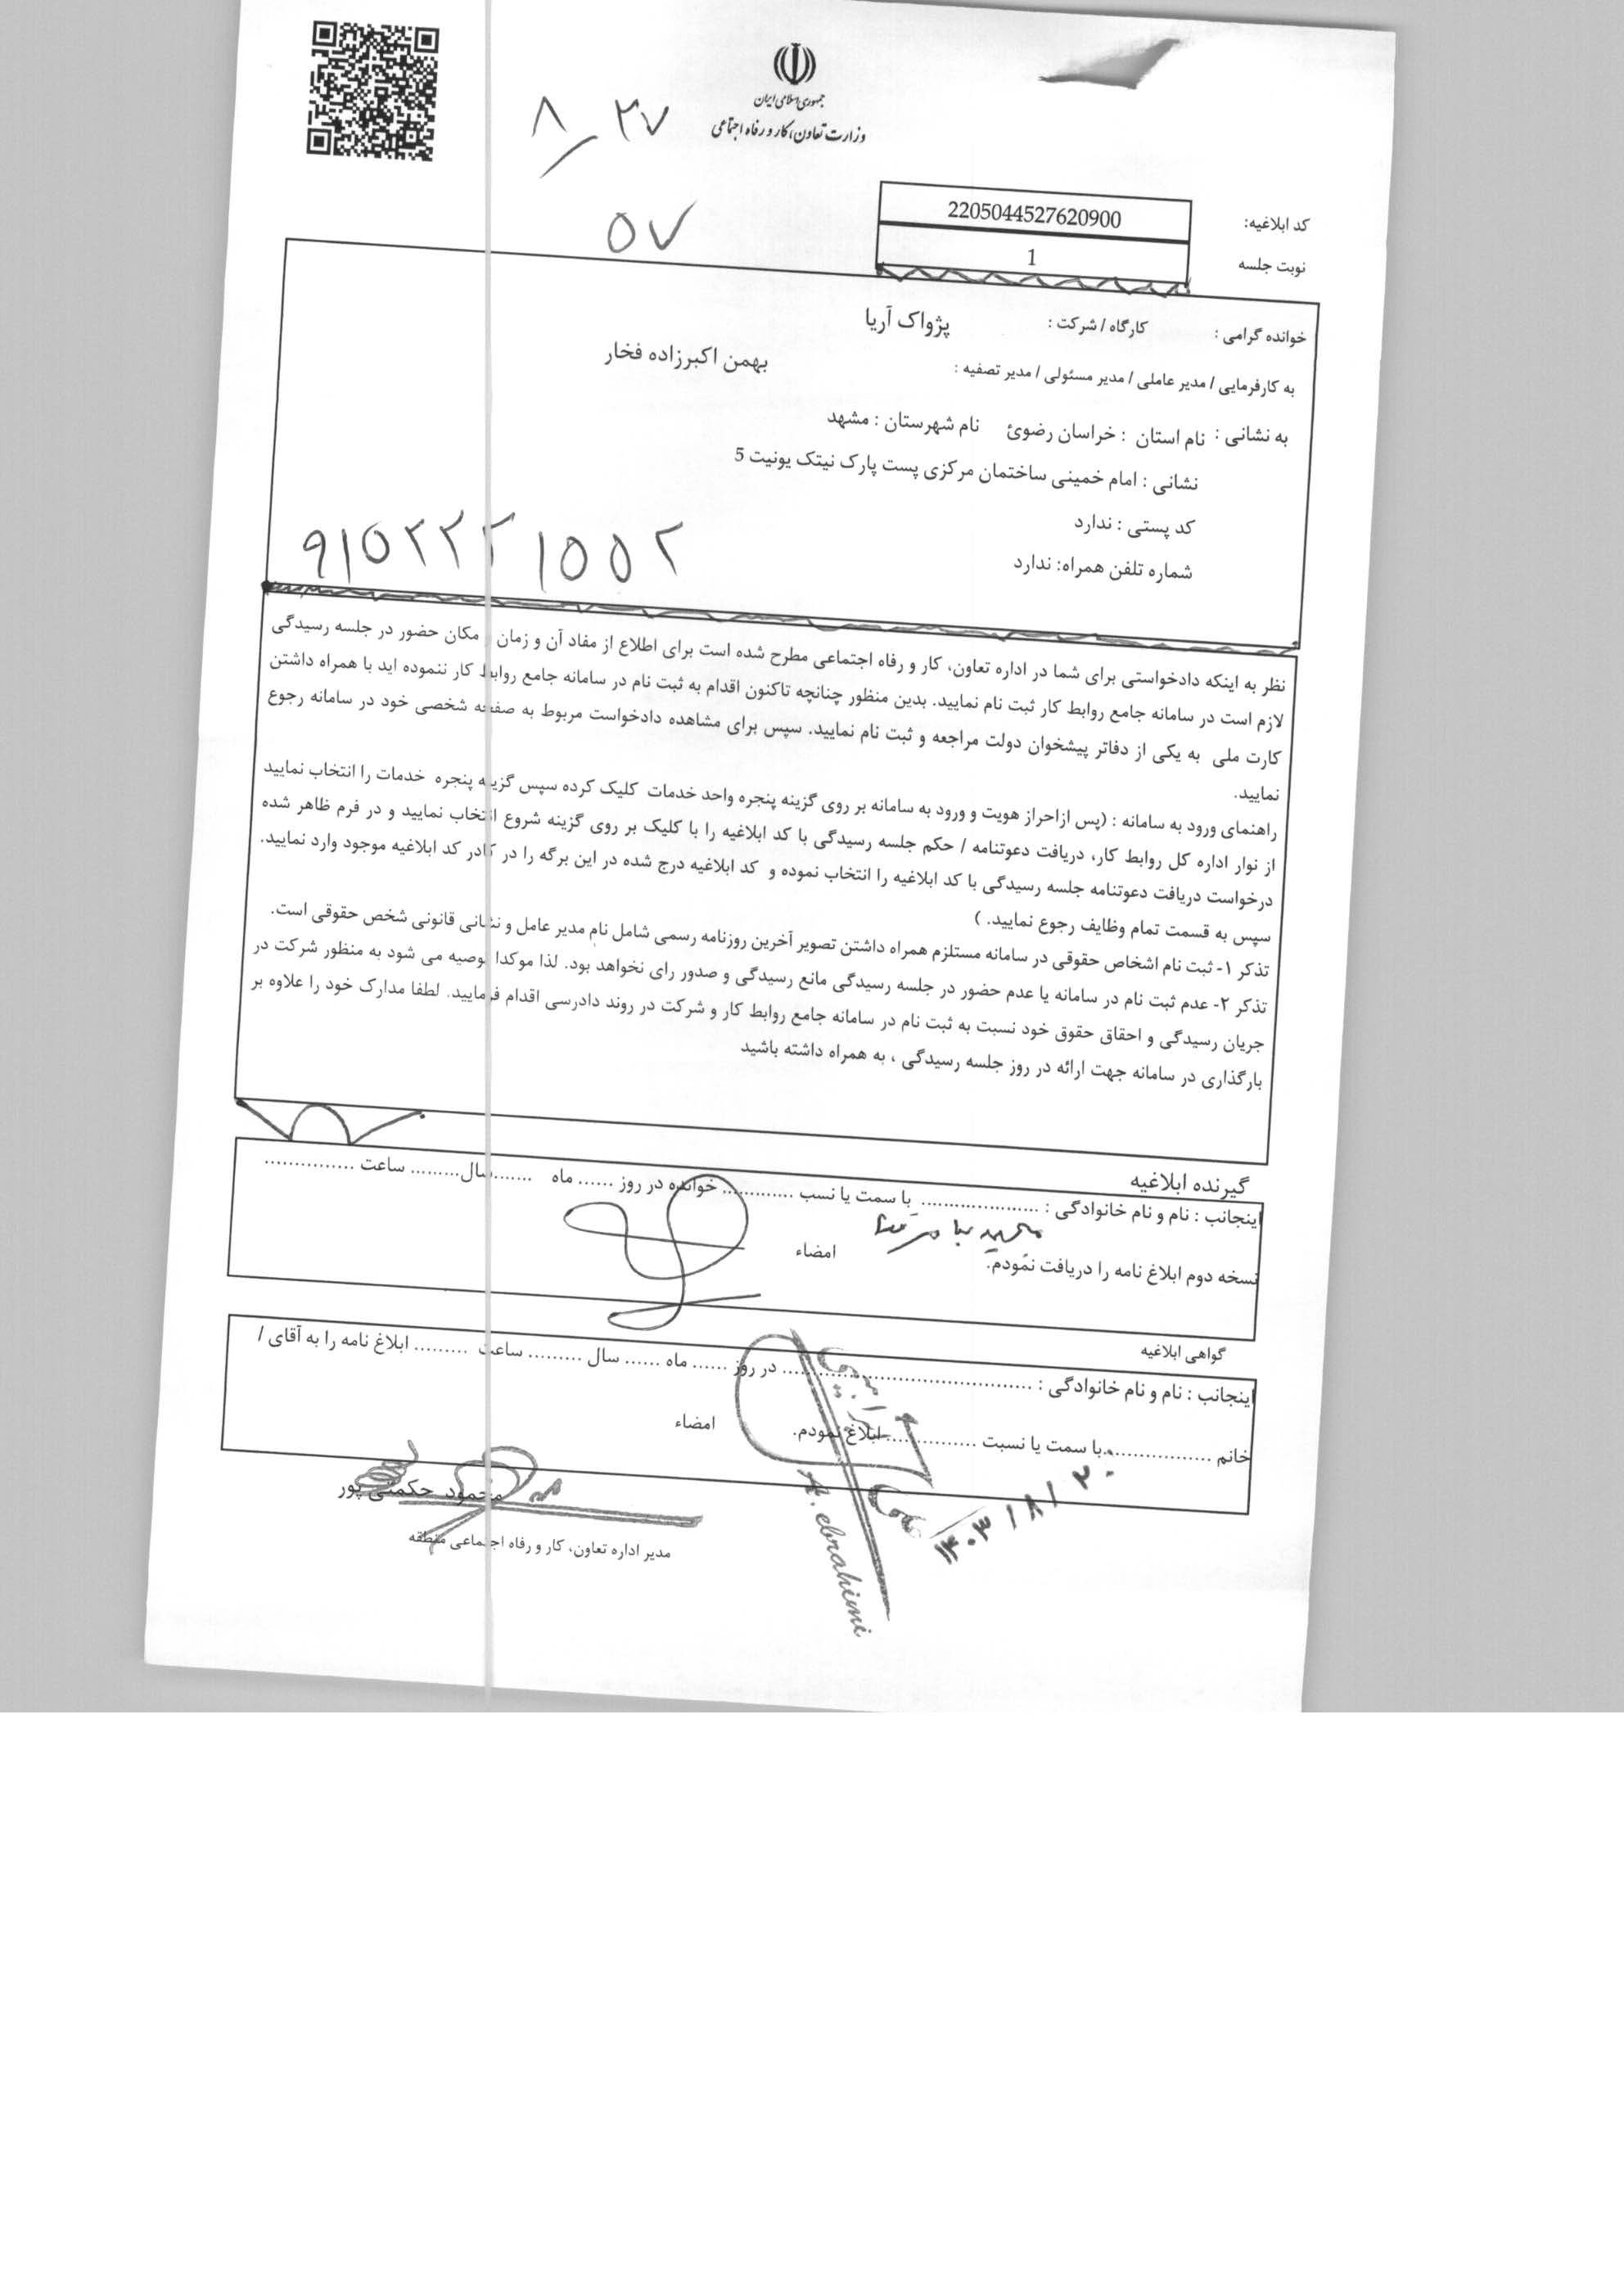 جمهوری اسلامی ایران
وزارت تعاون، کار و رفاه اجتماعی
۸/۲۷
۵۷
کد ابلاغیه: 2205044527620900
نوبت جلسه 1
خوانده گرامی : کارگاه / شرکت : پژواک آریا
به کارفرمایی / مدیر عاملی / مدیر مسئولی / مدیر تصفیه : بهمن اکبرزاده فخار
به نشانی : نام استان : خراسان رضوئ نام شهرستان : مشهد
نشانی : امام خمینی ساختمان مرکزی پست پارک نیتک یونیت 5
کد پستی : ندارد
شماره تلفن همراه: ندارد
۹۱۵۲۲۲۱۵۵۲
نظر به اینکه دادخواستی برای شما در اداره تعاون، کار و رفاه اجتماعی مطرح شده است برای اطلاع از مفاد آن و زمان و مکان حضور در جلسه رسیدگی
لازم است در سامانه جامع روابط کار ثبت نام نمایید. بدین منظور چنانچه تاکنون اقدام به ثبت نام در سامانه جامع روابط کار ننموده اید با همراه داشتن
کارت ملی به یکی از دفاتر پیشخوان دولت مراجعه و ثبت نام نمایید. سپس برای مشاهده دادخواست مربوط به صفحه شخصی خود در سامانه رجوع
نمایید.
راهنمای ورود به سامانه : (پس ازاحراز هویت و ورود به سامانه بر روی گزینه پنجره واحد خدمات کلیک کرده سپس گزینه پنجره خدمات را انتخاب نمایید
از نوار اداره کل روابط کار، دریافت دعوتنامه / حکم جلسه رسیدگی با کد ابلاغیه را با کلیک بر روی گزینه شروع انتخاب نمایید و در فرم ظاهر شده
درخواست دریافت دعوتنامه جلسه رسیدگی با کد ابلاغیه را انتخاب نموده و کد ابلاغیه درج شده در این برگه را در کادر کد ابلاغیه موجود وارد نمایید.
سپس به قسمت تمام وظایف رجوع نمایید. )
تذکر ۱- ثبت نام اشخاص حقوقی در سامانه مستلزم همراه داشتن تصویر آخرین روزنامه رسمی شامل نام مدیر عامل و نشانی قانونی شخص حقوقی است.
تذکر ۲- عدم ثبت نام در سامانه یا عدم حضور در جلسه رسیدگی مانع رسیدگی و صدور رای نخواهد بود. لذا موکدا توصیه می شود به منظور شرکت در
جریان رسیدگی و احقاق حقوق خود نسبت به ثبت نام در سامانه جامع روابط کار و شرکت در روند دادرسی اقدام فرمایید. لطفا مدارک خود را علاوه بر
بارگذاری در سامانه جهت ارائه در روز جلسه رسیدگی ، به همراه داشته باشید
گیرنده ابلاغیه
اینجانب : نام و نام خانوادگی : .................... با سمت یا نسب ............. خوانده در روز ...... ماه .......سال......... ساعت ...............
نسخه دوم ابلاغ نامه را دریافت نمودم. امضاء
گواهی ابلاغیه
اینجانب : نام و نام خانوادگی : .......................................... در روز ...... ماه ...... سال ......... ساعت ......... ابلاغ نامه را به آقای /
خانم ..................با سمت یا نسبت ............... ابلاغ نمودم. امضاء
۱۴۰۳/۸/۲۰
A. ebrahimi
محمود حکمتی پور
مدیر اداره تعاون، کار و رفاه اجتماعی منطقه